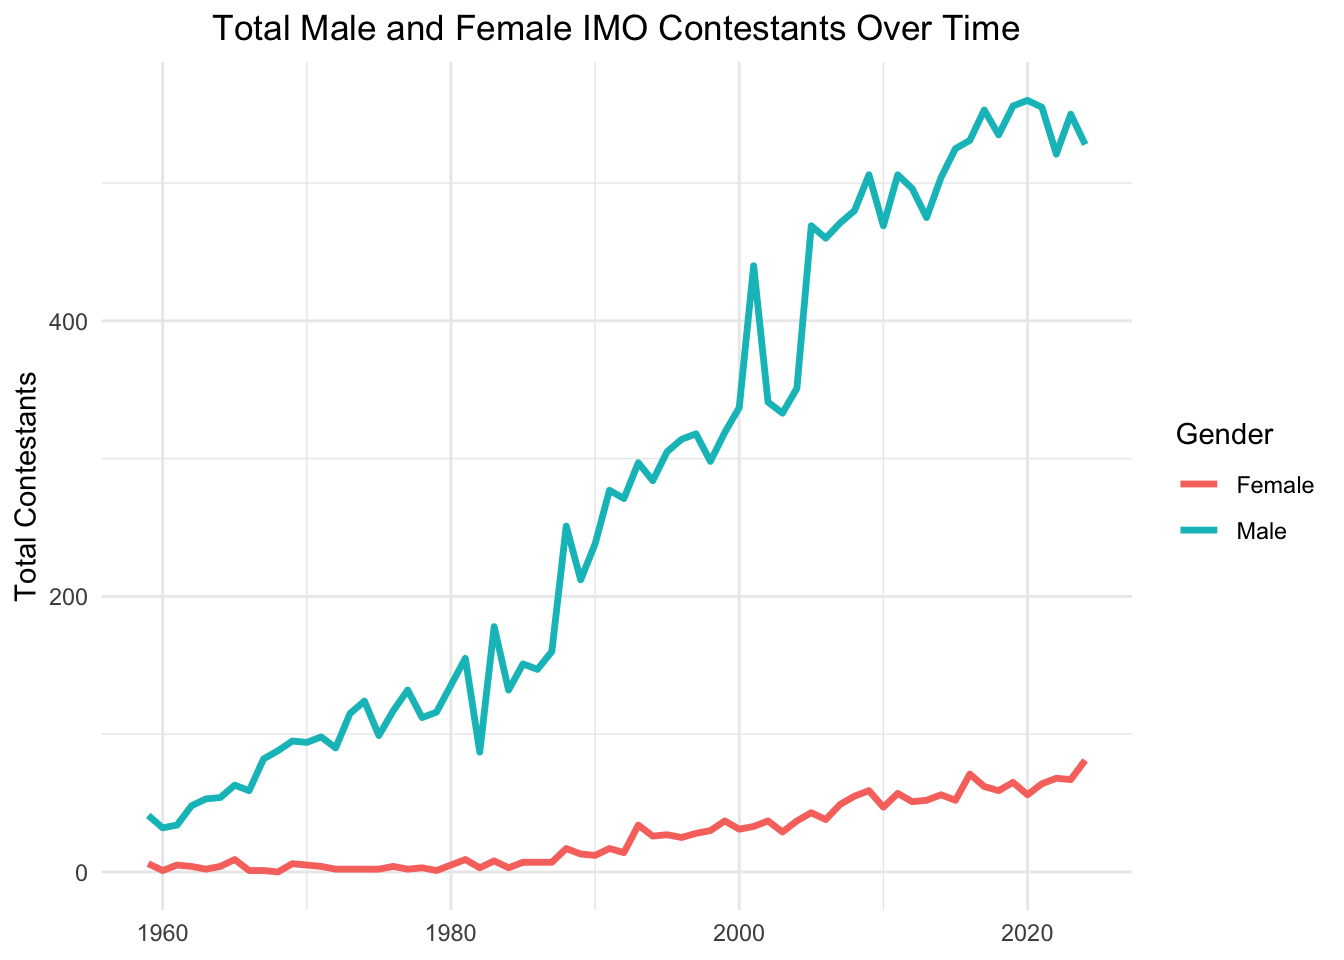 Total Male and Female IMO Contestants Over Time
Total Contestants
400
200
0
1960
1980
2000
2020
Gender
Female
Male